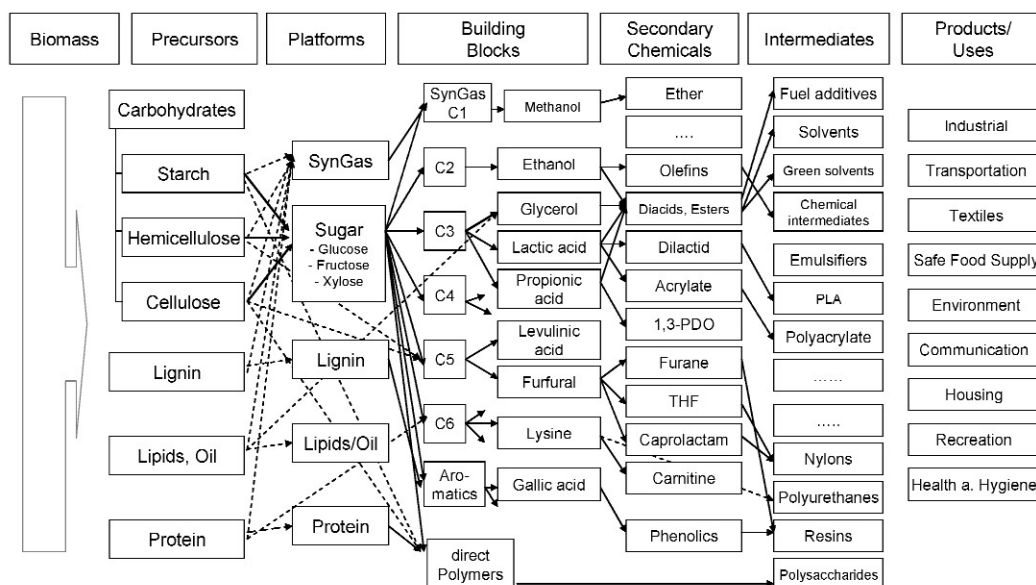 Biomass
Precursors
Platforms
Building
Blocks
Secondary
Chemicals
Intermediates
Products/
Uses
Carbohydrates
Starch
Hemicellulose
Cellulose
Lignin
Lipids, Oil
Protein
SynGas
Sugar
- Glucose
- Fructose
- Xylose
Lignin
Lipids/Oil
Protein
SynGas
C1
C2
C3
C4
C5
C6
Aro-
matics
direct
Polymers
Methanol
Ethanol
Glycerol
Lactic acid
Propionic
acid
Levulinic
acid
Furfural
Lysine
Gallic acid
Ether
....
Olefins
Diacids, Esters
Dilactid
Acrylate
1,3-PDO
Furane
THF
Caprolactam
Carnitine
Phenolics
Fuel additives
Solvents
Green solvents
Chemical
intermediates
Emulsifiers
PLA
Polyacrylate
......
.....
Nylons
Polyurethanes
Resins
Polysaccharides
Industrial
Transportation
Textiles
Safe Food Supply
Environment
Communication
Housing
Recreation
Health a. Hygiene